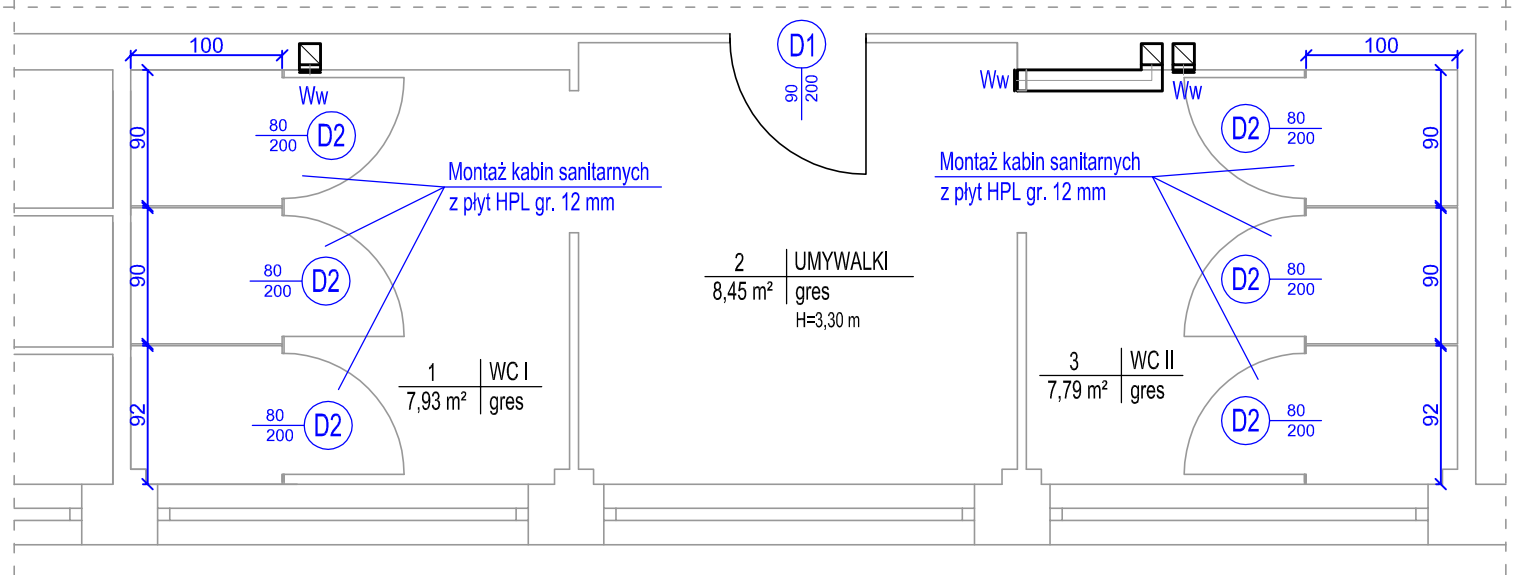 100
Ww
80
200
D2
90
Montaż kabin sanitarnych
z płyt HPL gr. 12 mm
80
200
D2
90
80
200
D2
92
1
WC I
7,93 m²
gres
D1
90
200
2
UMYWALKI
8,45 m²
gres
H=3,30 m
Ww
Ww
100
D2
80
200
90
Montaż kabin sanitarnych
z płyt HPL gr. 12 mm
D2
80
200
90
3
WC II
7,79 m²
gres
D2
80
200
92